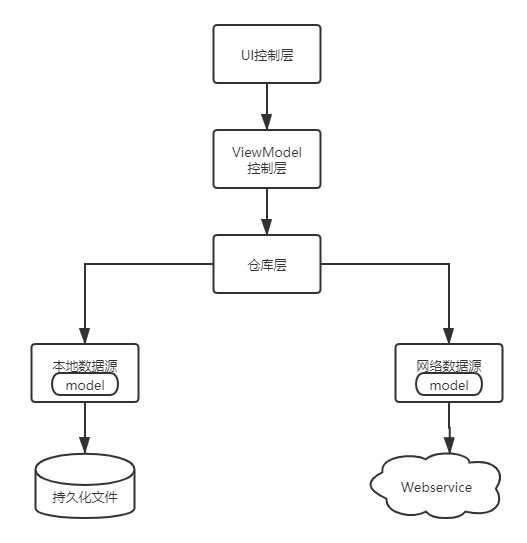 UI控制层
ViewModel
控制层
仓库层
本地数据源
model
网络数据源
model
持久化文件
Webservice